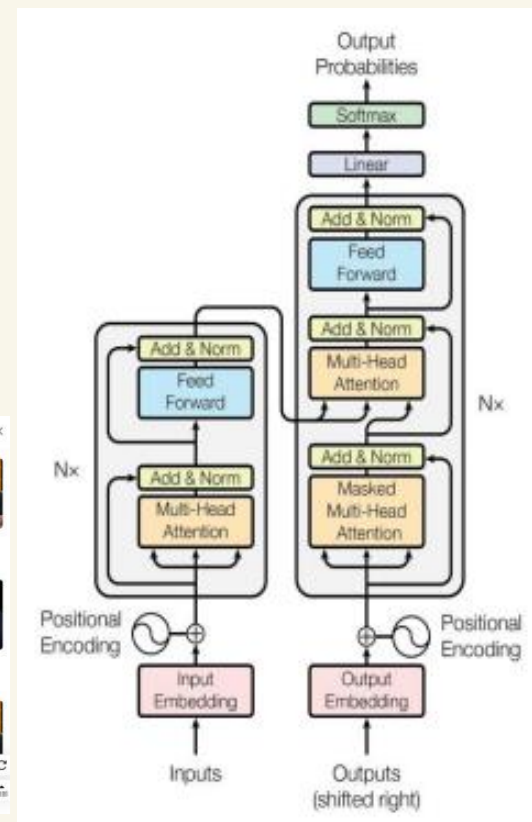 Output
Probabilities
Softmax
Linear
Add & Norm
Feed
Forward
Add & Norm
Multi-Head
Attention
Nx
Add & Norm
Masked
Multi-Head
Attention
Positional
Encoding
Output
Embedding
Outputs
(shifted right)
Add & Norm
Feed
Forward
Nx
Add & Norm
Multi-Head
Attention
Positional
Encoding
Input
Embedding
Inputs